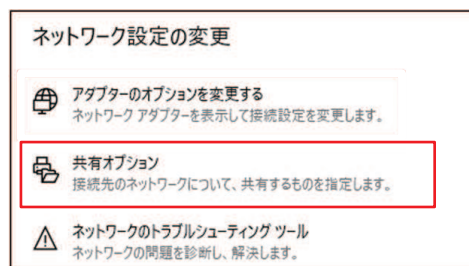 ネットワーク設定の変更
アダプターのオプションを変更する
ネットワーク アダプターを表示して接続設定を変更します。
共有オプション
接続先のネットワークについて、共有するものを指定します。
ネットワークのトラブルシューティング ツール
ネットワークの問題を診断し、解決します。